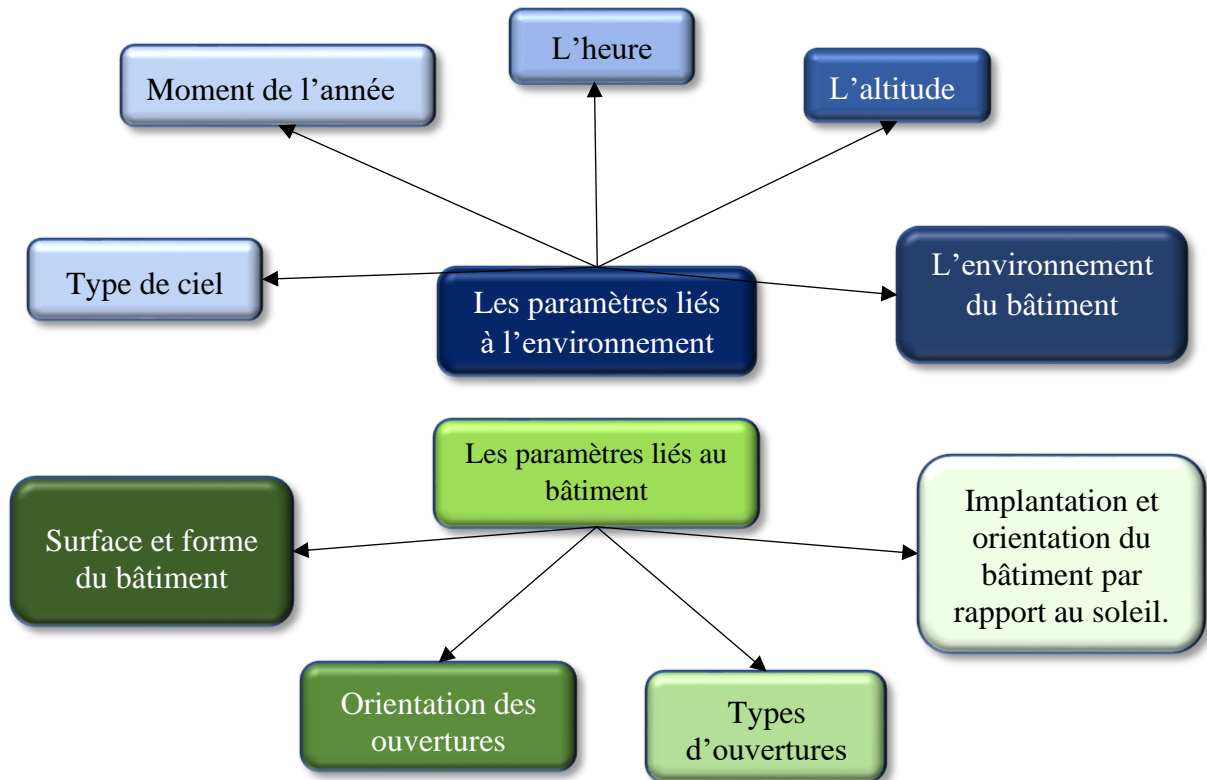 L’heure
Moment de l’année
L’altitude
Type de ciel
Les paramètres liés
à l’environnement
L’environnement
du bâtiment
Les paramètres liés au
bâtiment
Surface et forme
du bâtiment
Implantation et
orientation du
bâtiment par
rapport au soleil.
Orientation des
ouvertures
Types
d’ouvertures